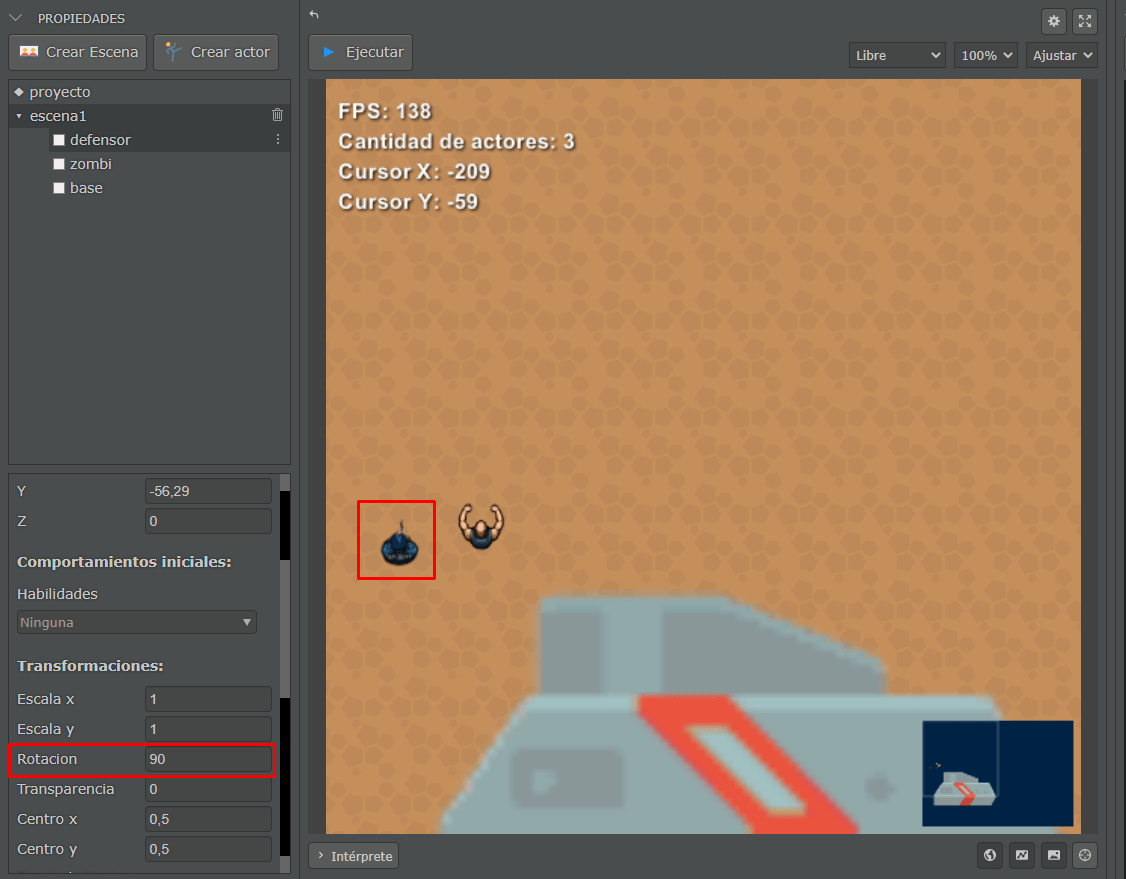 PROPIEDADES
Crear Escena
Crear actor
proyecto
escena1
defensor
zombi
base
Y
-56,29
Z
0
Comportamientos iniciales:
Habilidades
Ninguna
Transformaciones:
Escala x
1
Escala y
1
Rotacion
90
Transparencia
0
Centro x
0,5
Centro y
0,5
Ejecutar
Libre
100%
Ajustar
FPS: 138
Cantidad de actores: 3
Cursor X: -209
Cursor Y: -59
Intérprete